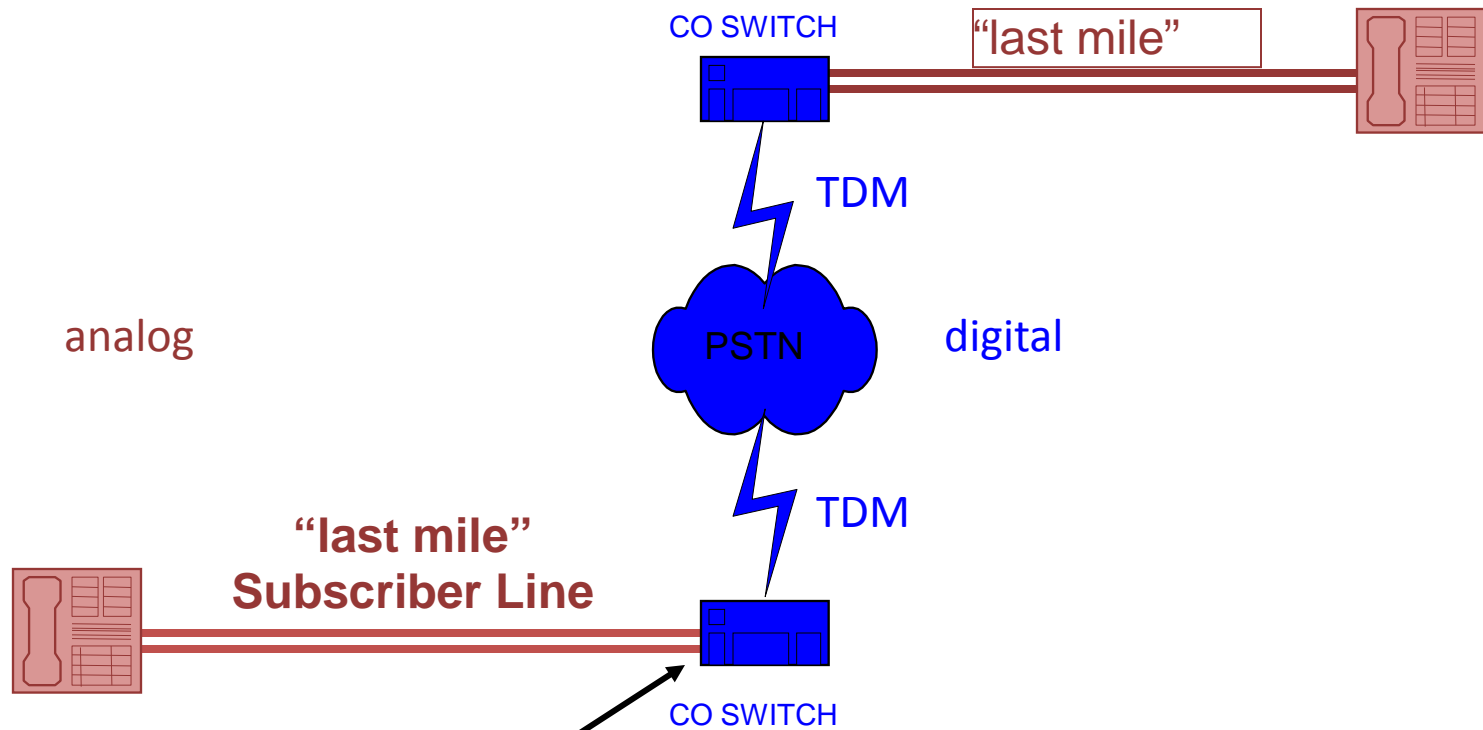 CO SWITCH
“last mile”
TDM
analog
PSTN
digital
TDM
“last mile”
Subscriber Line
CO SWITCH